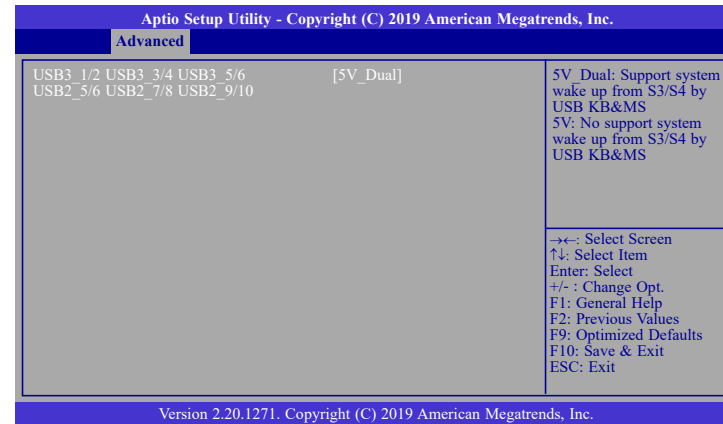 Aptio Setup Utility - Copyright (C) 2019 American Megatrends, Inc.
Advanced
USB3_1/2 USB3_3/4 USB3_5/6 [5V_Dual]
USB2_5/6 USB2_7/8 USB2_9/10
5V_Dual: Support system
wake up from S3/S4 by
USB KB&MS
5V: No support system
wake up from S3/S4 by
USB KB&MS
→←: Select Screen
↑↓: Select Item
Enter: Select
+/- : Change Opt.
F1: General Help
F2: Previous Values
F9: Optimized Defaults
F10: Save & Exit
ESC: Exit
Version 2.20.1271. Copyright (C) 2019 American Megatrends, Inc.